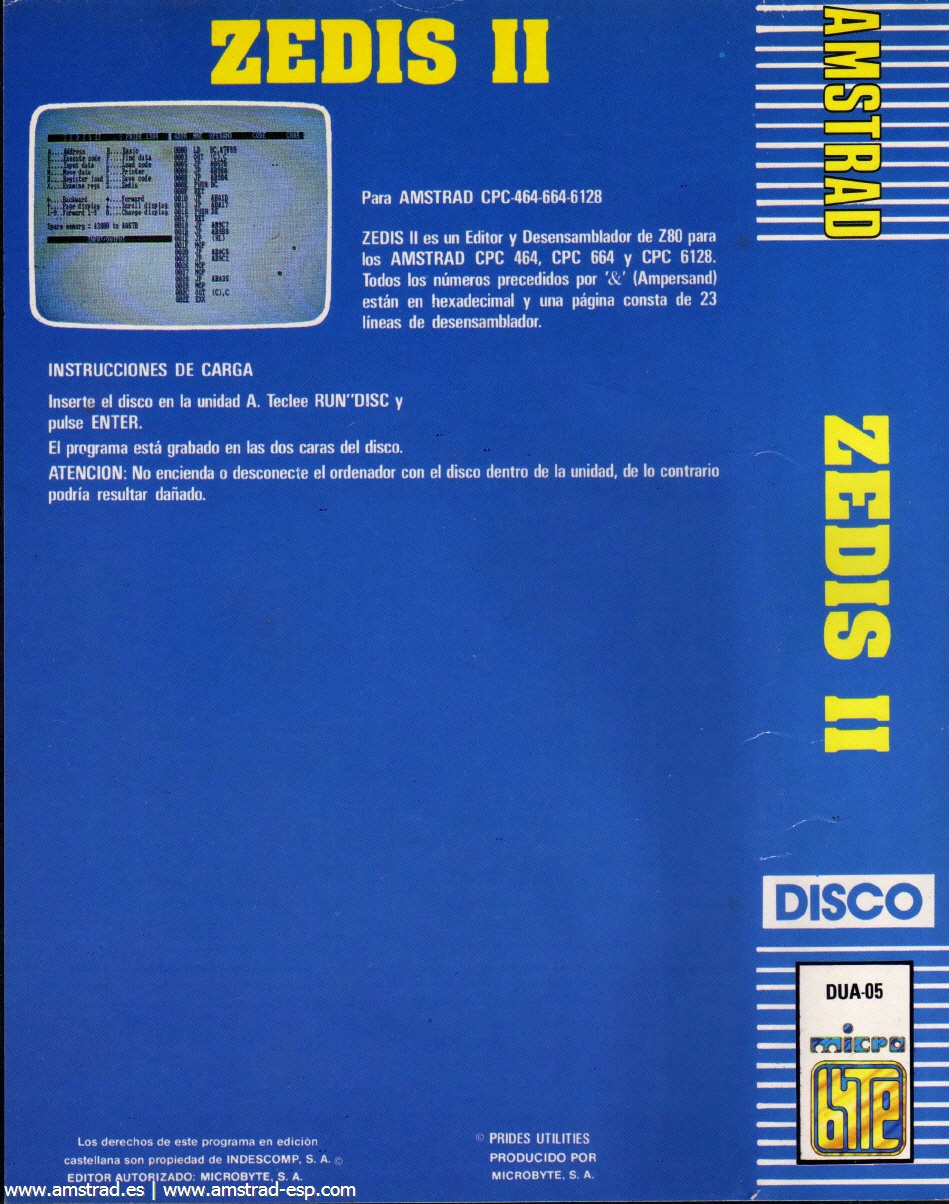 ZEDIS II
Para AMSTRAD CPC-464-664-6128
ZEDIS II es un Editor y Desensamblador de Z80 para
los AMSTRAD CPC 464, CPC 664 y CPC 6128.
Todos los números precedidos por '&' (Ampersand)
están en hexadecimal y una página consta de 23
líneas de desensamblador.
INSTRUCCIONES DE CARGA
Inserte el disco en la unidad A. Teclee RUN"DISC y
pulse ENTER.
El programa está grabado en las dos caras del disco.
ATENCION: No encienda o desconecte el ordenador con el disco dentro de la unidad, de lo contrario
podría resultar dañado.
Los derechos de este programa en edición
castellana son propiedad de INDESCOMP, S. A. ©
EDITOR AUTORIZADO: MICROBYTE, S. A.
© PRIDES UTILITIES
PRODUCIDO POR
MICROBYTE, S. A.
www.amstrad.es | www.amstrad-esp.com
AMSTRAD
ZEDIS II
DISCO
DUA-05
micro
byte